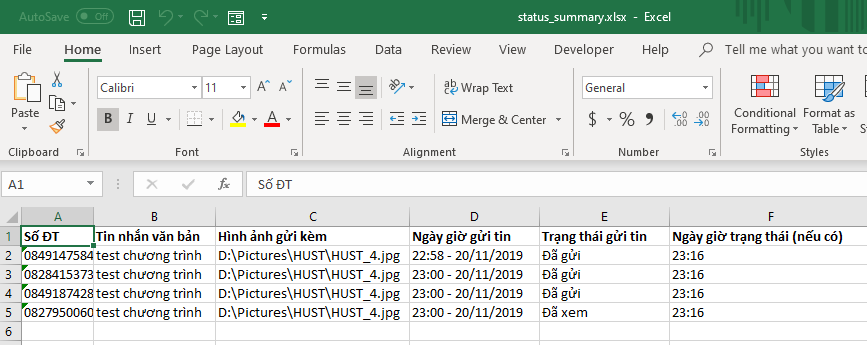 AutoSave Off status_summary.xlsx - Excel
File Home Insert Page Layout Formulas Data Review View Developer Help Tell me what you want to
Paste Calibri 11 A A ab Wrap Text General Conditional Formatting Format as Table
B I U A Merge & Center $ % , .00 .0
Clipboard Font Alignment Number Styles
A1 fx Số ĐT
A B C D E F
1 Số ĐT Tin nhắn văn bản Hình ảnh gửi kèm Ngày giờ gửi tin Trạng thái gửi tin Ngày giờ trạng thái (nếu có)
2 0849147584 test chương trình D:\Pictures\HUST\HUST_4.jpg 22:58 - 20/11/2019 Đã gửi 23:16
3 0828415373 test chương trình D:\Pictures\HUST\HUST_4.jpg 23:00 - 20/11/2019 Đã gửi 23:16
4 0849187428 test chương trình D:\Pictures\HUST\HUST_4.jpg 23:00 - 20/11/2019 Đã gửi 23:16
5 0827950060 test chương trình D:\Pictures\HUST\HUST_4.jpg 23:00 - 20/11/2019 Đã xem 23:16
6